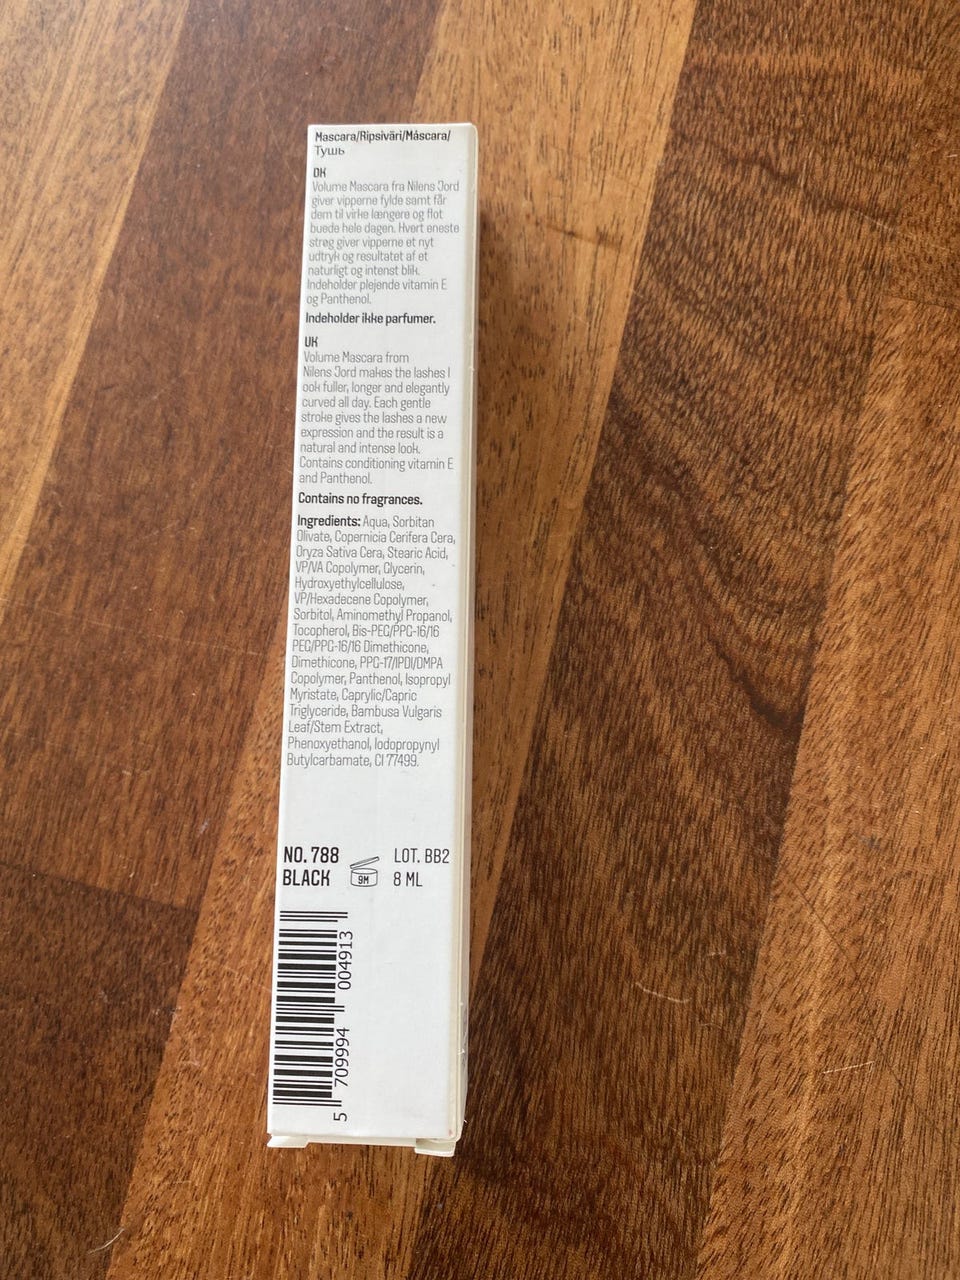 Mascara/Ripsiväri/Máscara/
Тушь
DK
Volume Mascara fra Nilens Jord
giver vipperne fylde samt får
dem til virke længere og flot
buede hele dagen. Hvert eneste
strøg giver vipperne et nyt
udtryk og resultatet af et
naturligt og intenst blik.
Indeholder plejende vitamin E
og Panthenol.
Indeholder ikke parfumer.
UK
Volume Mascara from
Nilens Jord makes the lashes l
ook fuller, longer and elegantly
curved all day. Each gentle
stroke gives the lashes a new
expression and the result is a
natural and intense look.
Contains conditioning vitamin E
and Panthenol.
Contains no fragrances.
Ingredients: Aqua, Sorbitan
Olivate, Copernicia Cerifera Cera,
Oryza Sativa Cera, Stearic Acid,
VP/VA Copolymer, Glycerin,
Hydroxyethylcellulose,
VP/Hexadecene Copolymer,
Sorbitol, Aminomethyl Propanol,
Tocopherol, Bis-PEG/PPG-16/16
PEG/PPG-16/16 Dimethicone,
Dimethicone, PPG-17/IPDI/DMPA
Copolymer, Panthenol, Isopropyl
Myristate, Caprylic/Capric
Triglyceride, Bambusa Vulgaris
Leaf/Stem Extract,
Phenoxyethanol, Iodopropynyl
Butylcarbamate, CI 77499.
NO. 788
BLACK
9M
LOT. BB2
8 ML
5 709994 004913